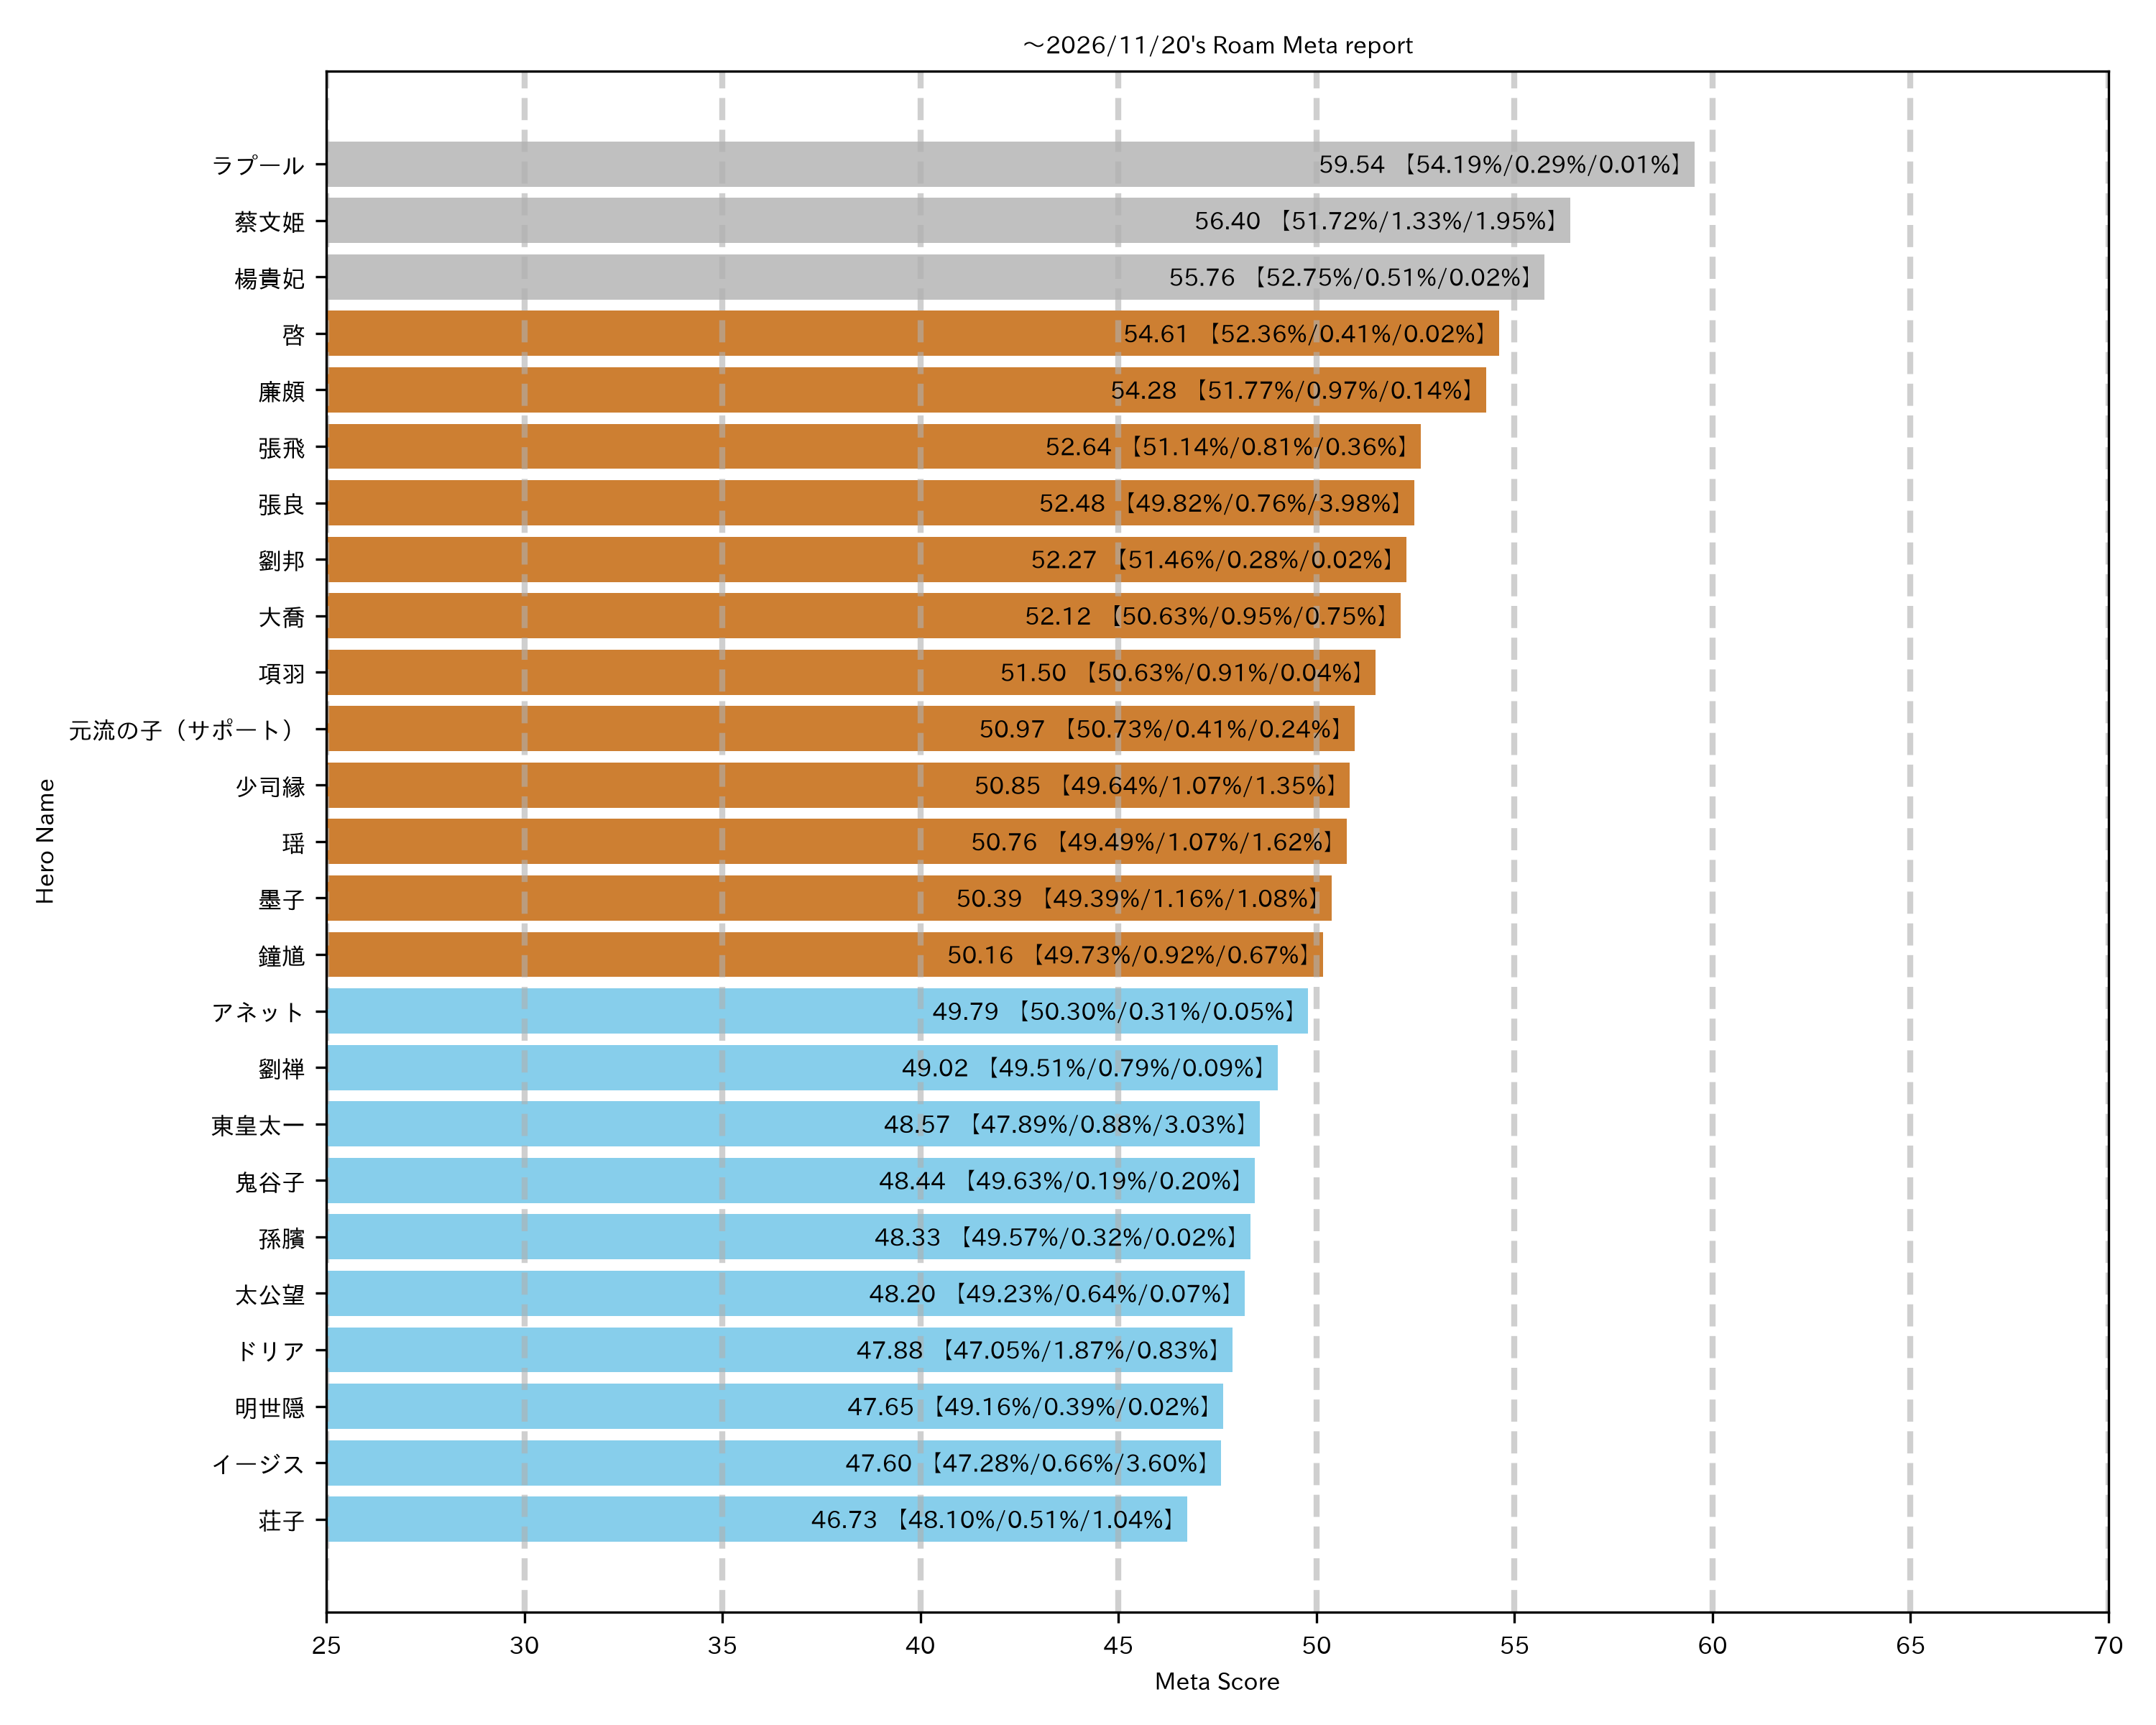 ～2026/11/20's Roam Meta report
ラプール 59.54 【54.19%/0.29%/0.01%】
蔡文姫 56.40 【51.72%/1.33%/1.95%】
楊貴妃 55.76 【52.75%/0.51%/0.02%】
啓 54.61 【52.36%/0.41%/0.02%】
廉頗 54.28 【51.77%/0.97%/0.14%】
張飛 52.64 【51.14%/0.81%/0.36%】
張良 52.48 【49.82%/0.76%/3.98%】
劉邦 52.27 【51.46%/0.28%/0.02%】
大喬 52.12 【50.63%/0.95%/0.75%】
項羽 51.50 【50.63%/0.91%/0.04%】
元流の子（サポート） 50.97 【50.73%/0.41%/0.24%】
少司縁 50.85 【49.64%/1.07%/1.35%】
瑶 50.76 【49.49%/1.07%/1.62%】
墨子 50.39 【49.39%/1.16%/1.08%】
鐘馗 50.16 【49.73%/0.92%/0.67%】
アネット 49.79 【50.30%/0.31%/0.05%】
劉禅 49.02 【49.51%/0.79%/0.09%】
東皇太一 48.57 【47.89%/0.88%/3.03%】
鬼谷子 48.44 【49.63%/0.19%/0.20%】
孫臏 48.33 【49.57%/0.32%/0.02%】
太公望 48.20 【49.23%/0.64%/0.07%】
ドリア 47.88 【47.05%/1.87%/0.83%】
明世隠 47.65 【49.16%/0.39%/0.02%】
イージス 47.60 【47.28%/0.66%/3.60%】
荘子 46.73 【48.10%/0.51%/1.04%】
Hero Name
25 30 35 40 45 50 55 60 65 70
Meta Score